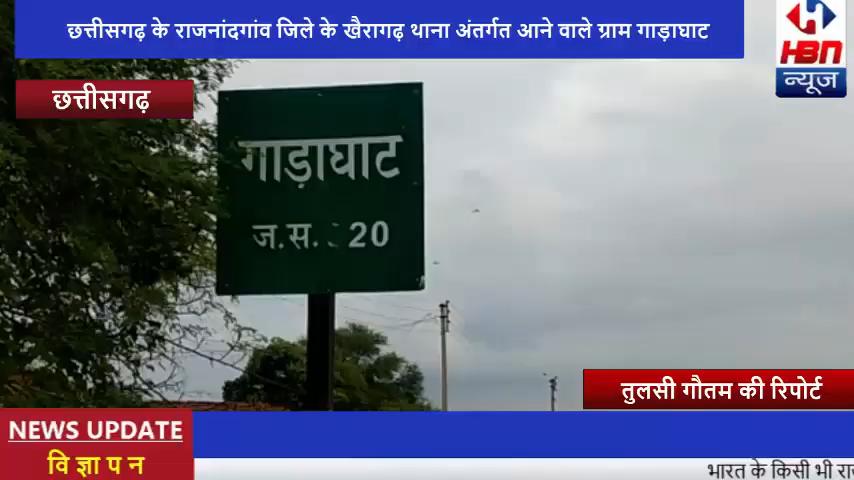 छत्तीसगढ़ के राजनांदगांव जिले के खैरागढ़ थाना अंतर्गत आने वाले ग्राम गाड़ाघाट
HBN
न्यूज
छत्तीसगढ़
गाड़ाघाट
ज.स. 20
तुलसी गौतम की रिपोर्ट
NEWS UPDATE
वि ज्ञा प न
भारत के किसी भी